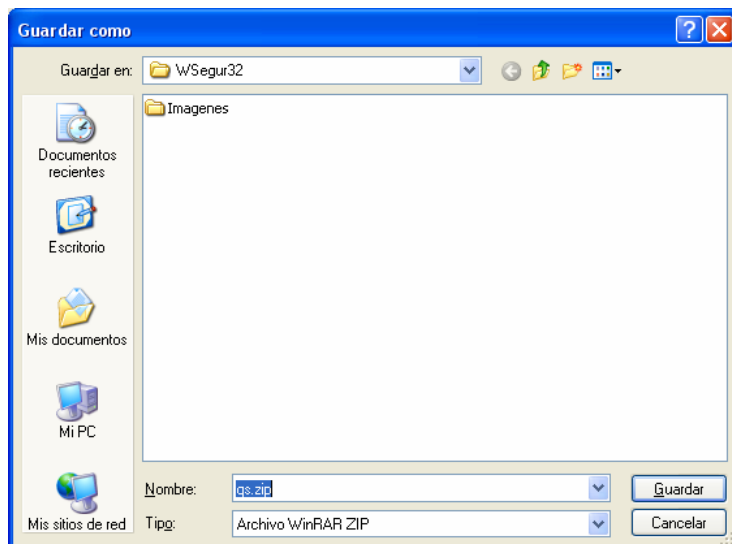 Guardar como
Guardar en:
WSegur32
Imagenes
Documentos
recientes
Escritorio
Mis documentos
Mi PC
Mis sitios de red
Nombre:
qs.zip
Guardar
Tipo:
Archivo WinRAR ZIP
Cancelar